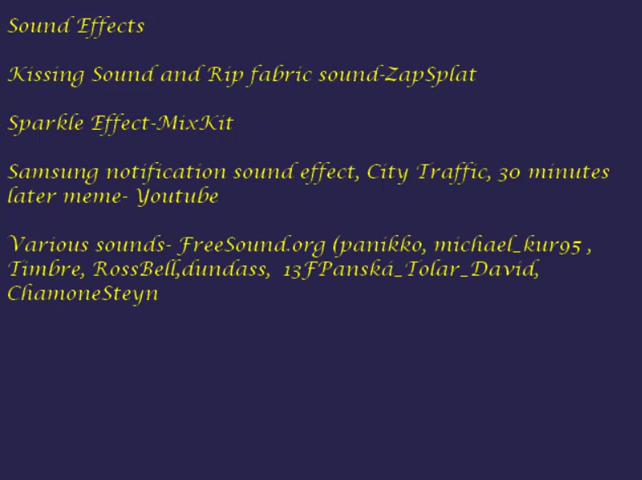 Sound Effects
Kissing Sound and Rip fabric sound-ZapSplat
Sparkle Effect-MixKit
Samsung notification sound effect, City Traffic, 30 minutes
later meme- Youtube
Various sounds- FreeSound.org (panikko, michael_kur95 ,
Timbre, RossBell,dundass,  13FPanská_Tolar_David,
ChamoneSteyn